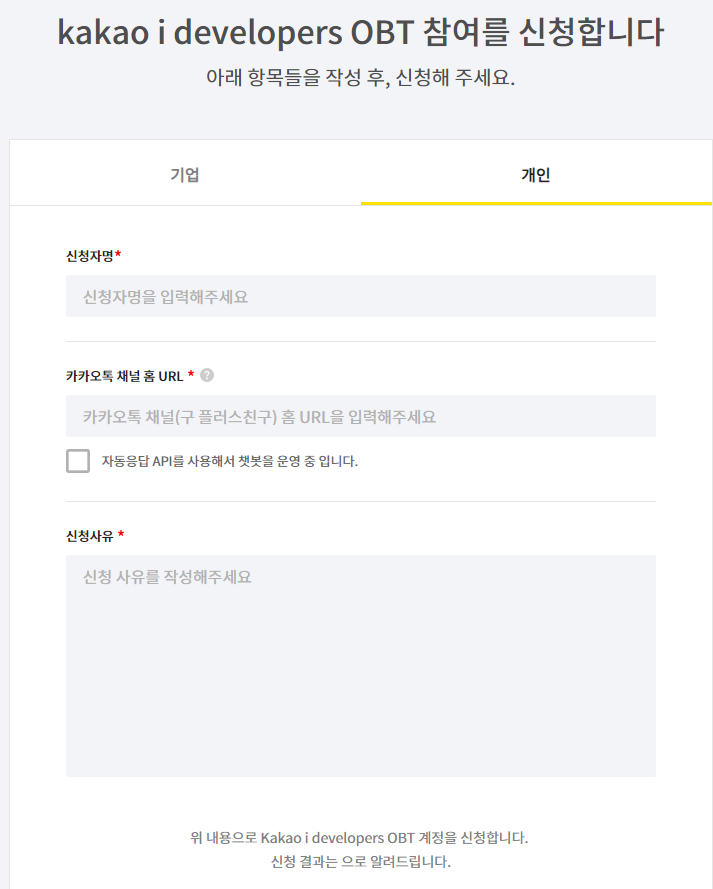 kakao i developers OBT 참여를 신청합니다
아래 항목들을 작성 후, 신청해 주세요.
기업
개인
신청자명*
신청자명을 입력해주세요
카카오톡 채널 홈 URL * ?
카카오톡 채널(구 플러스친구) 홈 URL을 입력해주세요
자동응답 API를 사용해서 챗봇을 운영 중 입니다.
신청사유 *
신청 사유를 작성해주세요
위 내용으로 Kakao i developers OBT 계정을 신청합니다.
신청 결과는 으로 알려드립니다.